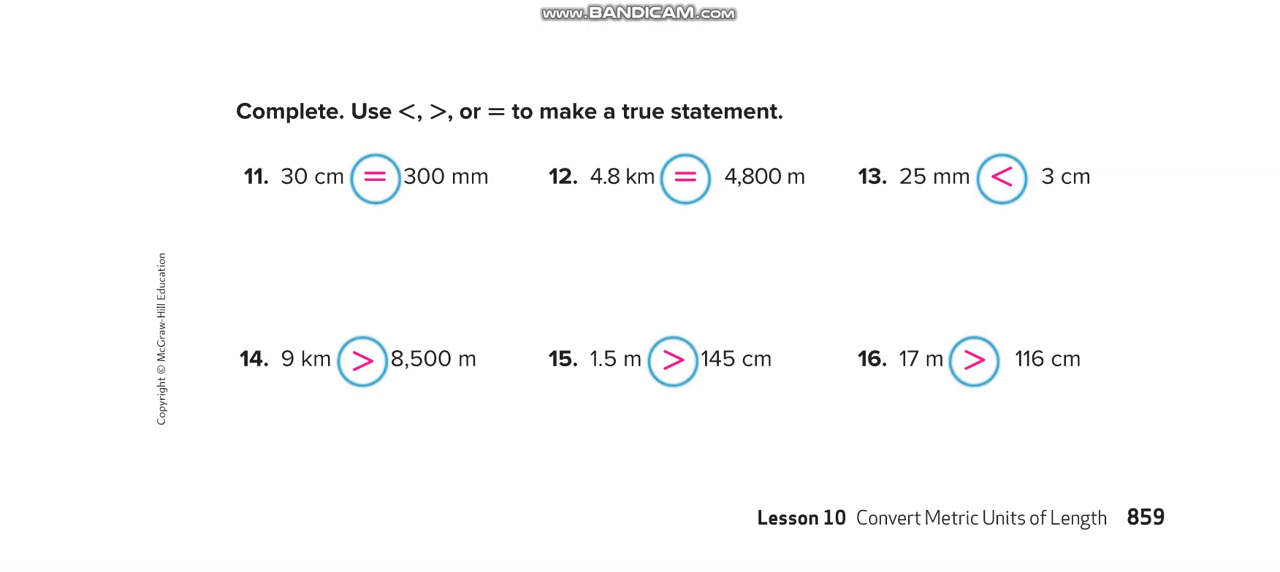 www.BANDICAM.com
Complete. Use <, >, or = to make a true statement.
11. 30 cm = 300 mm 12. 4.8 km = 4,800 m 13. 25 mm < 3 cm
14. 9 km > 8,500 m 15. 1.5 m > 145 cm 16. 17 m > 116 cm
Copyright © McGraw-Hill Education
Lesson 10 Convert Metric Units of Length 859